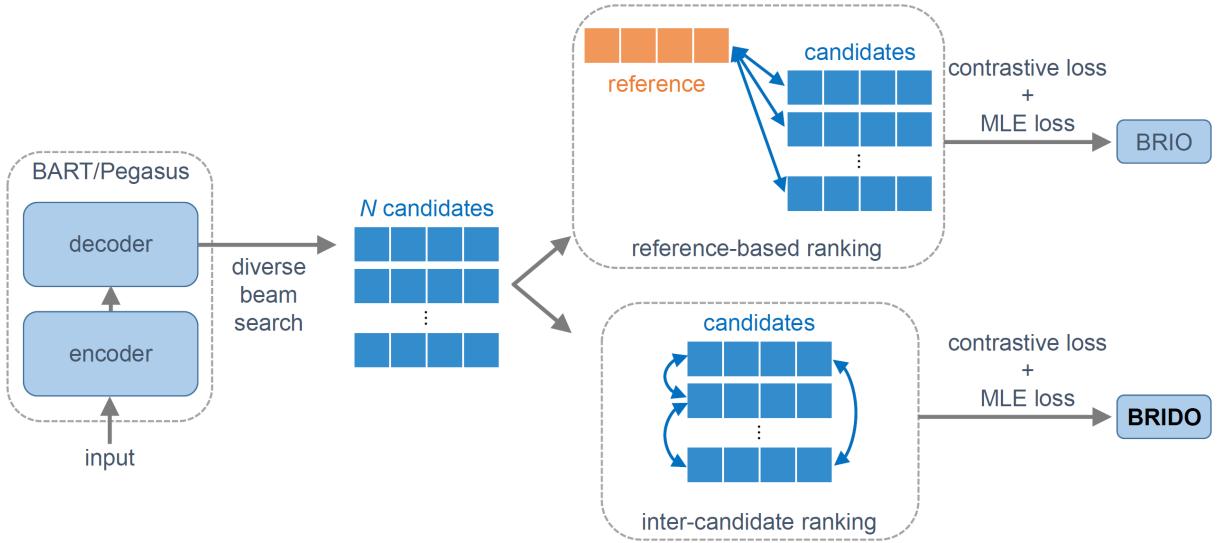 BART/Pegasus
decoder
encoder
input
diverse
beam
search
N candidates
reference
candidates
reference-based ranking
contrastive loss
+
MLE loss
BRIO
candidates
inter-candidate ranking
contrastive loss
+
MLE loss
BRIDO